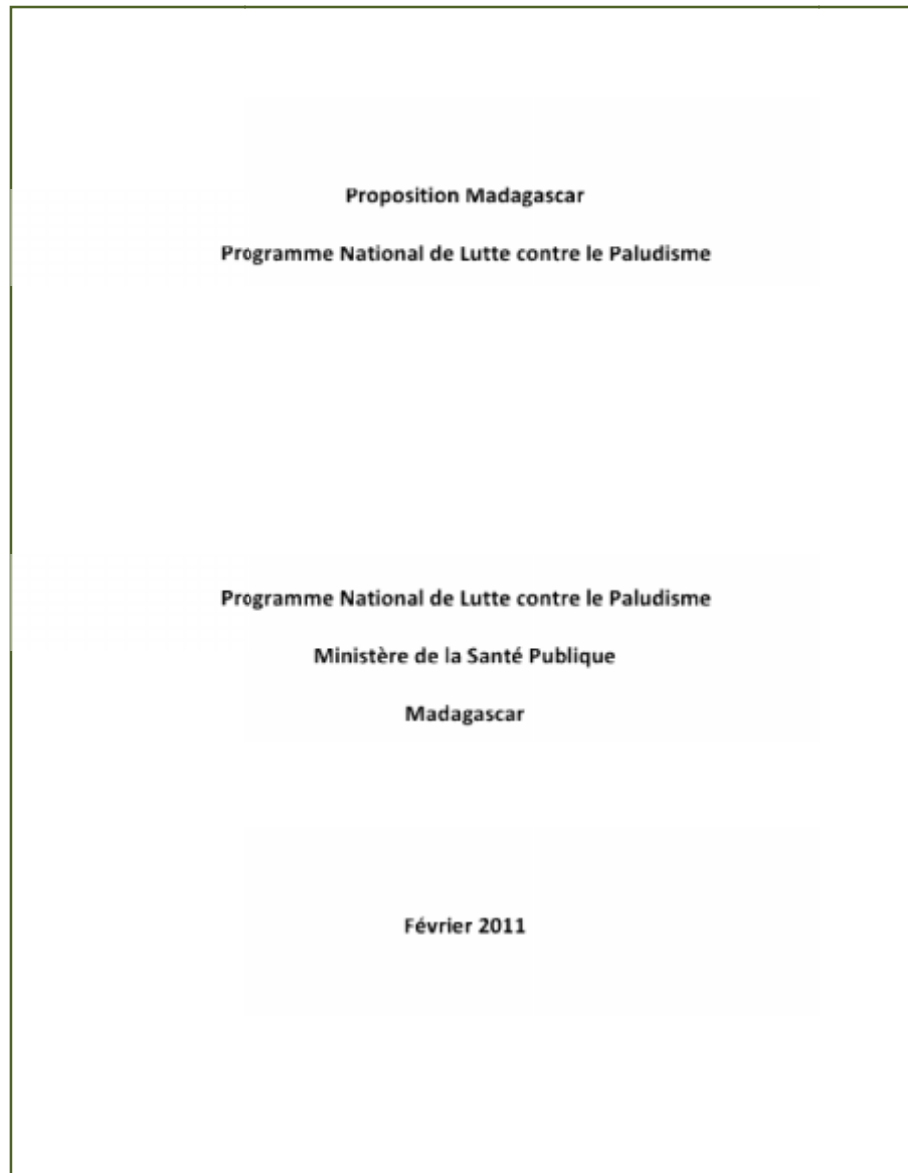 Proposition Madagascar
Programme National de Lutte contre le Paludisme
Programme National de Lutte contre le Paludisme
Ministère de la Santé Publique
Madagascar
Février 2011